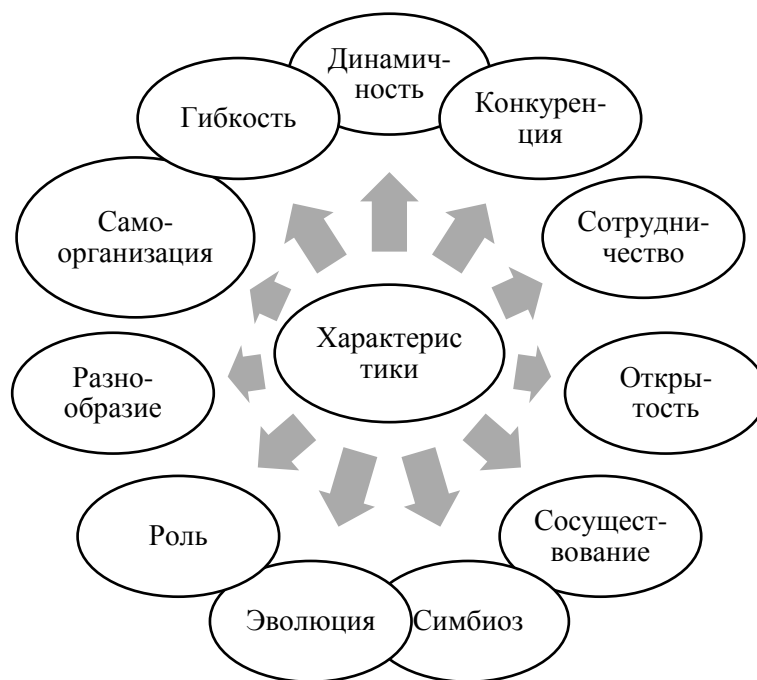 Динамич-
ность
Конкурен-
ция
Сотрудни-
чество
Откры-
тость
Сосущест-
вование
Симбиоз
Эволюция
Роль
Разно-
образие
Само-
организация
Гибкость
Характерис
тики